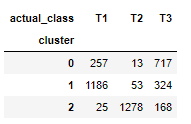 actual_class T1 T2 T3
cluster
0 257 13 717
1 1186 53 324
2 25 1278 168